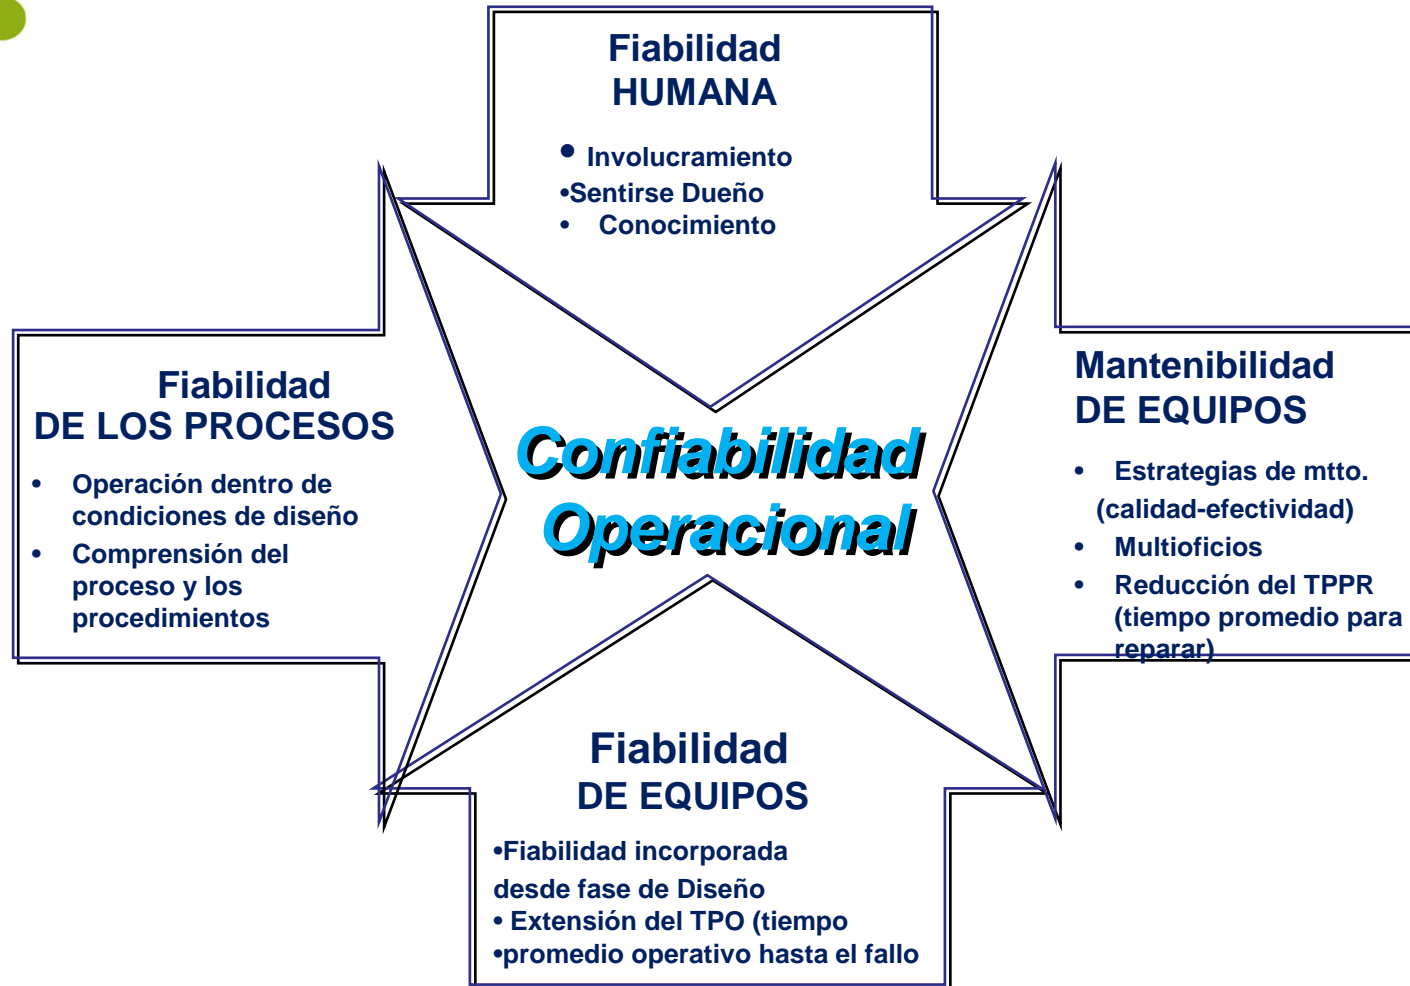 Fiabilidad
HUMANA
• Involucramiento
•Sentirse Dueño
• Conocimiento
Fiabilidad
DE LOS PROCESOS
• Operación dentro de
condiciones de diseño
• Comprensión del
proceso y los
procedimientos
Confiabilidad
Operacional
Mantenibilidad
DE EQUIPOS
• Estrategias de mtto.
(calidad-efectividad)
• Multioficios
• Reducción del TPPR
(tiempo promedio para
reparar)
Fiabilidad
DE EQUIPOS
•Fiabilidad incorporada
desde fase de Diseño
• Extensión del TPO (tiempo
•promedio operativo hasta el fallo